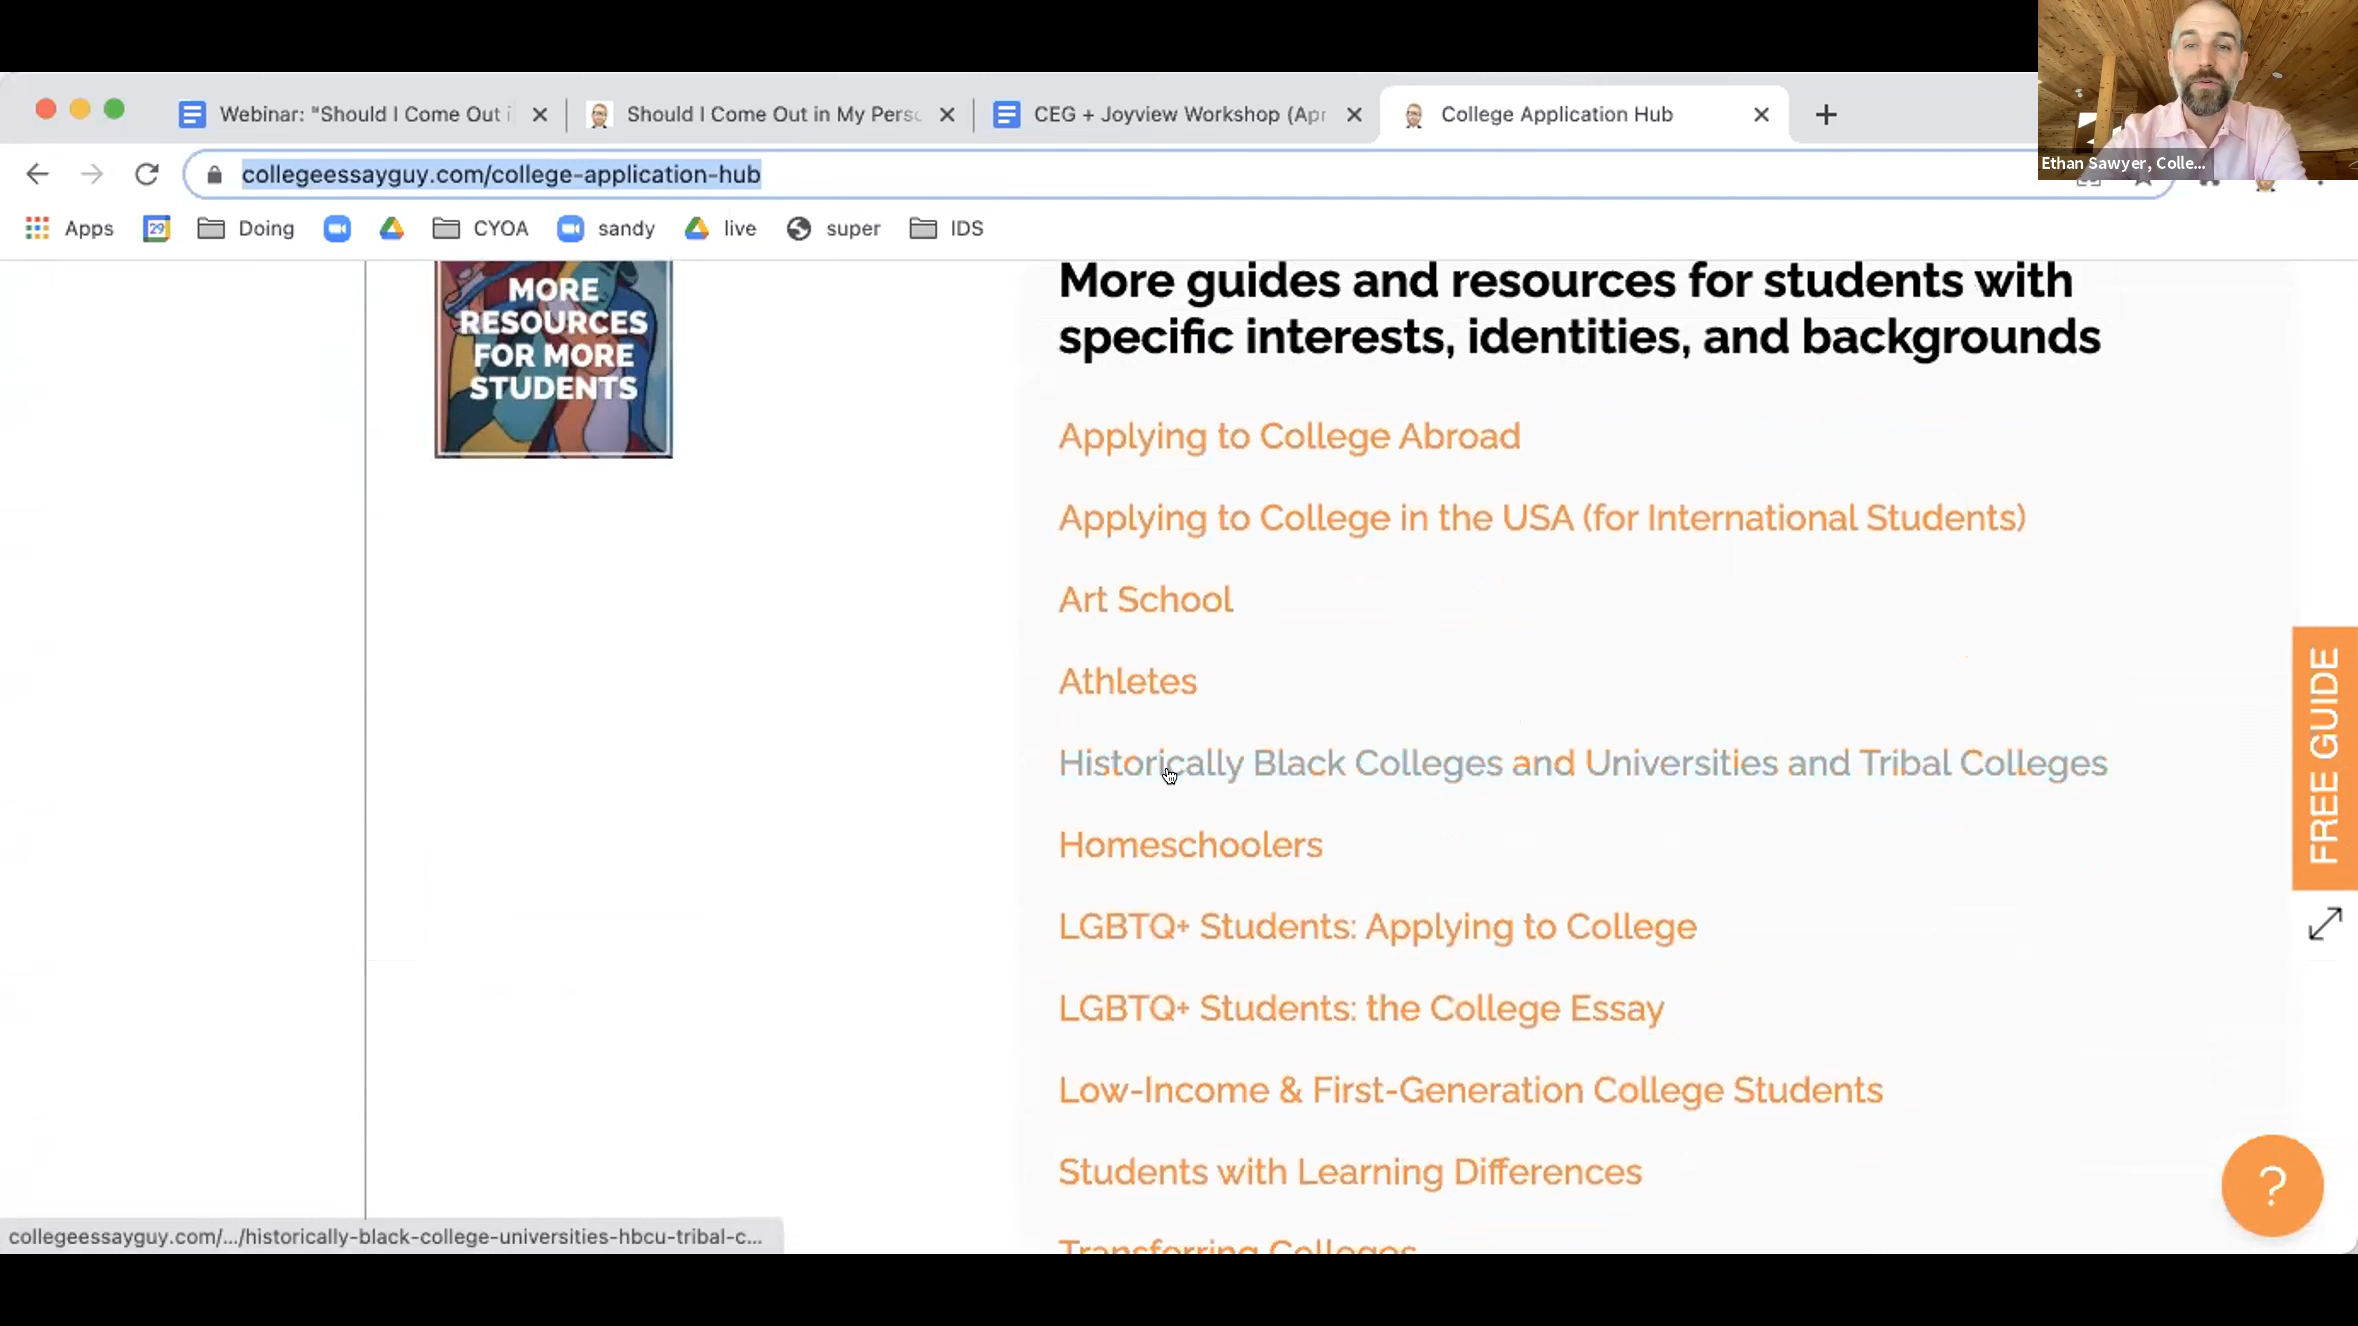 Webinar: "Should I Come Out i
Should I Come Out in My Perso
CEG + Joyview Workshop (Apr
College Application Hub
Ethan Sawyer, Colle...
collegeessayguy.com/college-application-hub
Apps
29
Doing
CYOA
sandy
live
super
IDS
MORE
RESOURCES
FOR MORE
STUDENTS
More guides and resources for students with
specific interests, identities, and backgrounds
Applying to College Abroad
Applying to College in the USA (for International Students)
Art School
Athletes
Historically Black Colleges and Universities and Tribal Colleges
Homeschoolers
LGBTQ+ Students: Applying to College
LGBTQ+ Students: the College Essay
Low-Income & First-Generation College Students
Students with Learning Differences
Transferring Colleges
FREE GUIDE
?
collegeessayguy.com/.../historically-black-college-universities-hbcu-tribal-c...